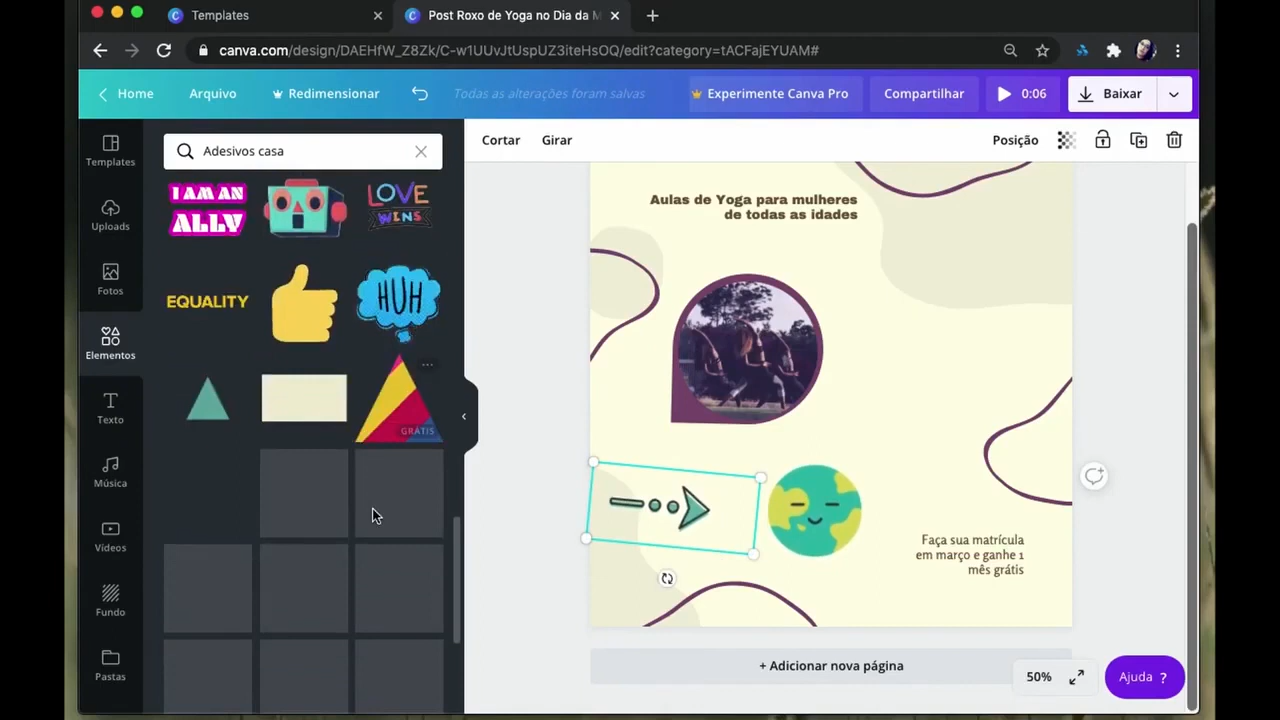 Templates
Post Roxo de Yoga no Dia da M
canva.com/design/DAEHfW_Z8Zk/C-w1UUvJtUspUZ3iteHsOQ/edit?category=tACFajEYUAM#
Home
Arquivo
Redimensionar
Todas as alterações foram salvas
Experimente Canva Pro
Compartilhar
0:06
Baixar
Templates
Uploads
Fotos
Elementos
Texto
Música
Vídeos
Fundo
Pastas
Adesivos casa
I AM AN
ALLY
LOVE
WINS
EQUALITY
HUH
GRÁTIS
Cortar
Girar
Posição
Aulas de Yoga para mulheres
de todas as idades
Faça sua matrícula
em março e ganhe 1
mês grátis
+ Adicionar nova página
50%
Ajuda ?